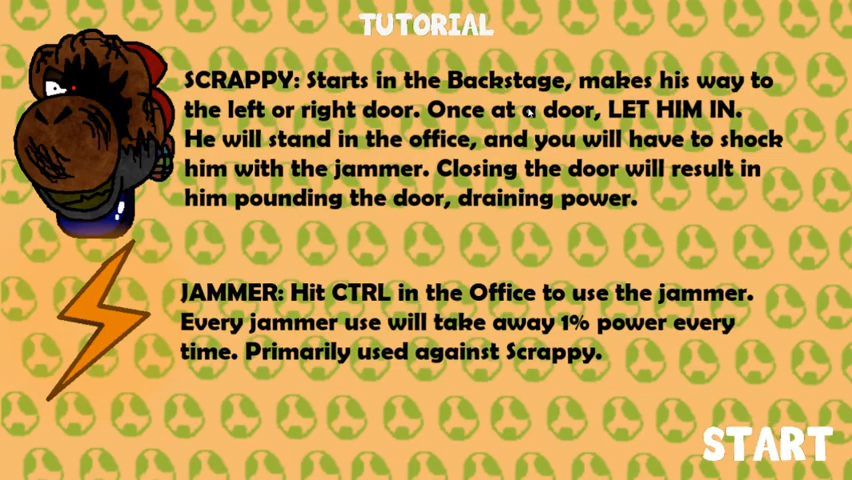 TUTORIAL
SCRAPPY: Starts in the Backstage, makes his way to
the left or right door. Once at a door, LET HIM IN.
He will stand in the office, and you will have to shock
him with the jammer. Closing the door will result in
him pounding the door, draining power.
JAMMER: Hit CTRL in the Office to use the jammer.
Every jammer use will take away 1% power every
time. Primarily used against Scrappy.
START